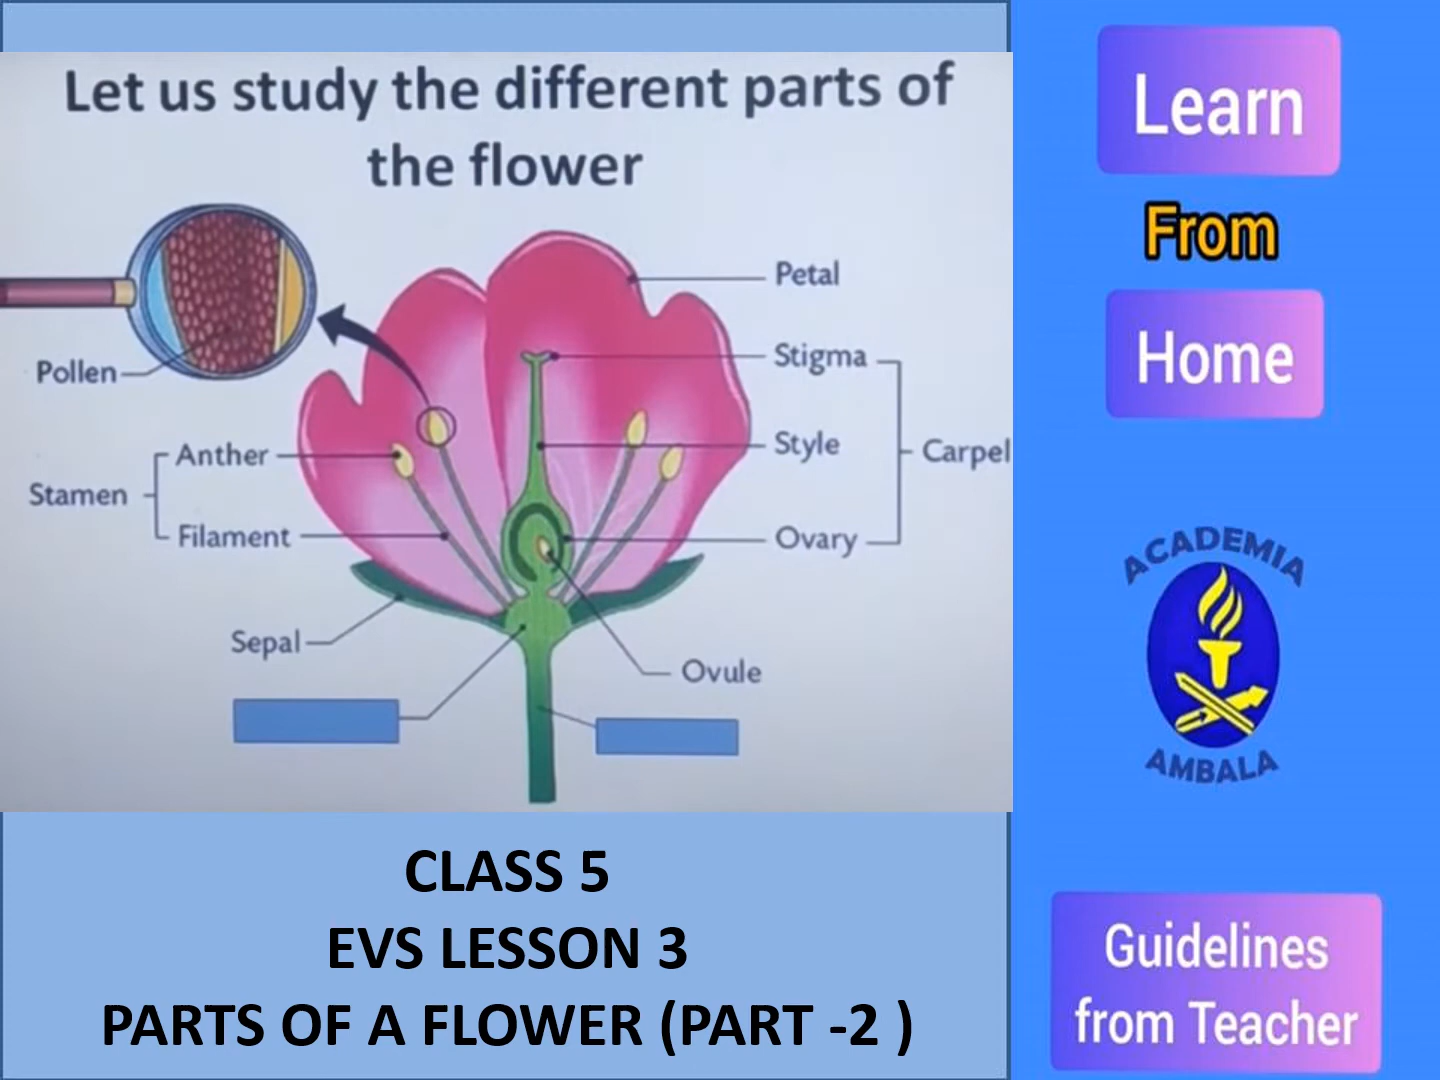 Let us study the different parts of
the flower
Pollen
Anther
Stamen
Filament
Sepal
Petal
Stigma
Style
Carpel
Ovary
Ovule
CLASS 5
EVS LESSON 3
PARTS OF A FLOWER (PART -2 )
Learn
From
Home
ACADEMIA
AMBALA
Guidelines
from Teacher